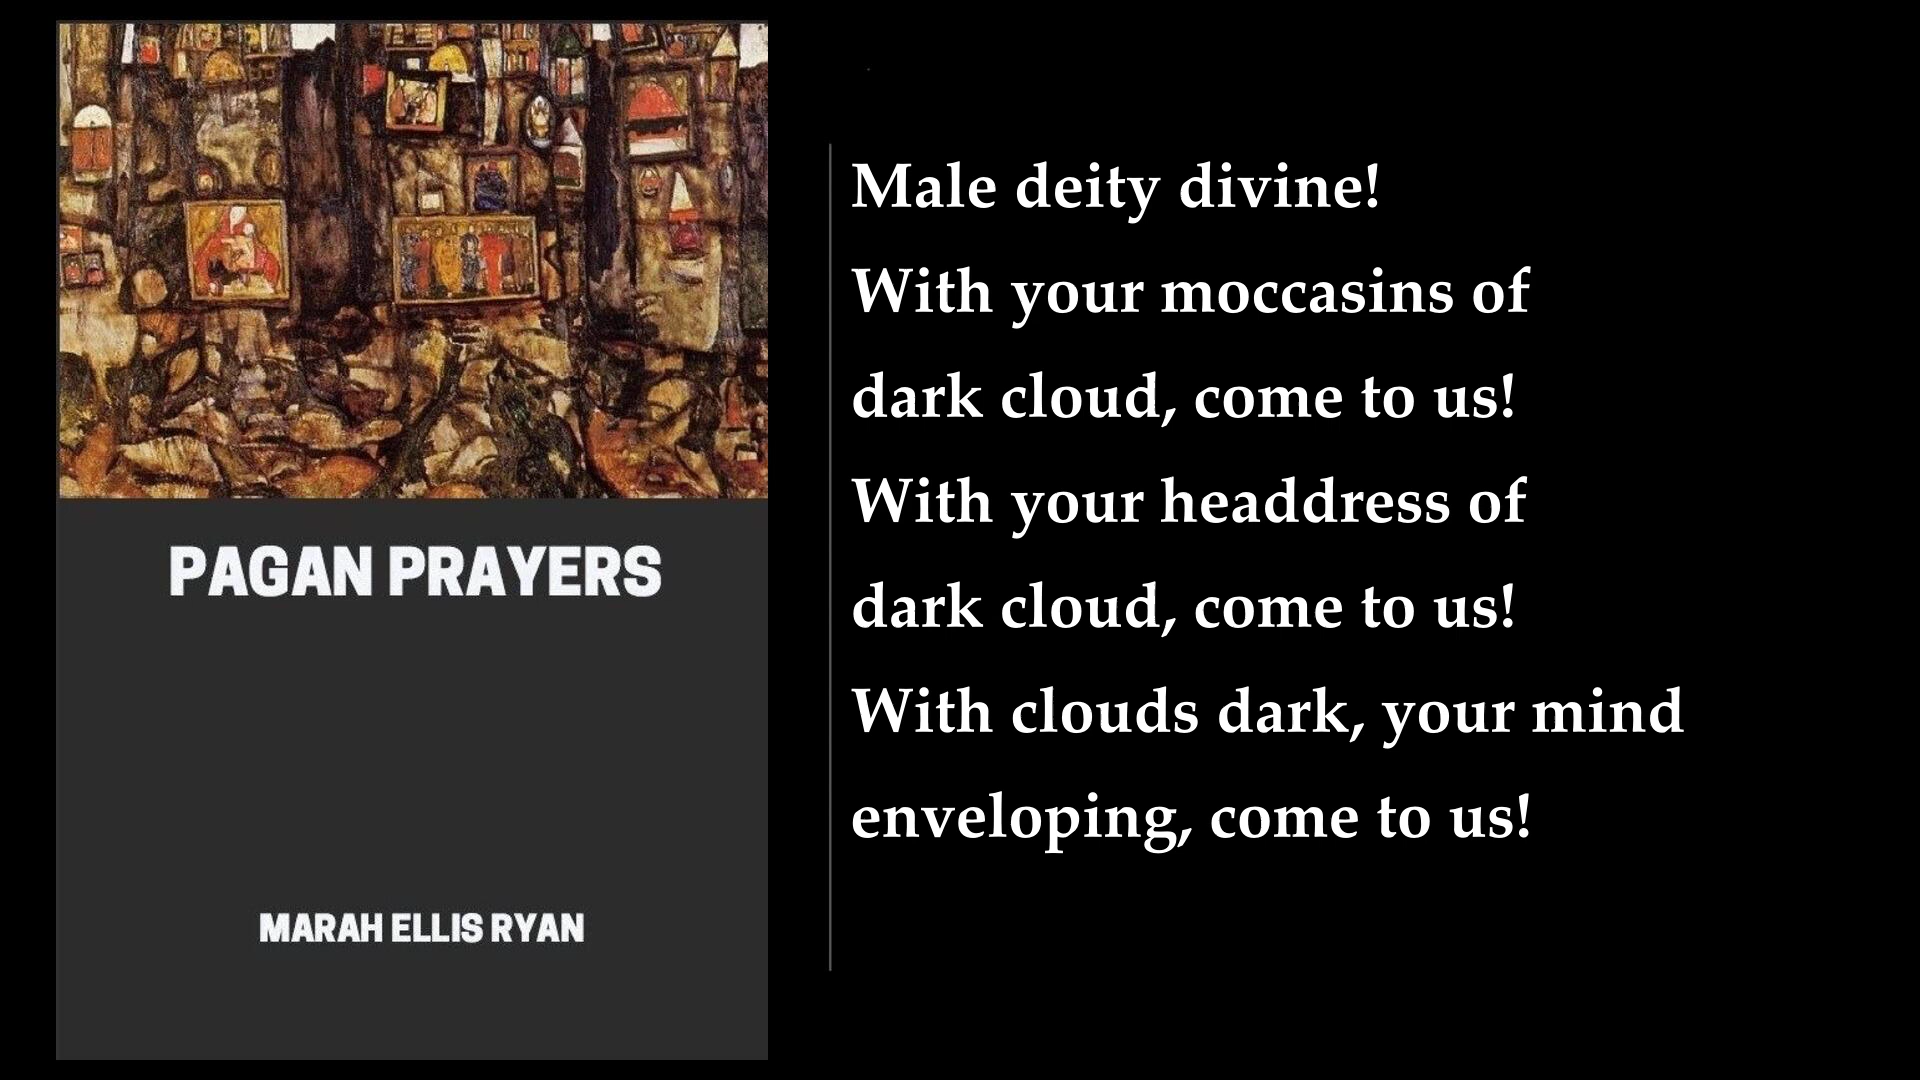 PAGAN PRAYERS
MARAH ELLIS RYAN
Male deity divine!
With your moccasins of
dark cloud, come to us!
With your headdress of
dark cloud, come to us!
With clouds dark, your mind
enveloping, come to us!